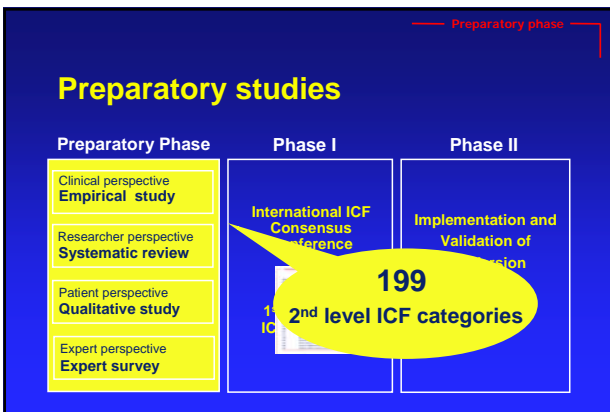 Preparatory phase
Preparatory studies
Preparatory Phase
Phase I
Phase II
Clinical perspective
Empirical study
Researcher perspective
Systematic review
Patient perspective
Qualitative study
Expert perspective
Expert survey
International ICF
Consensus
Implementation and
Validation of
199
2nd level ICF categories